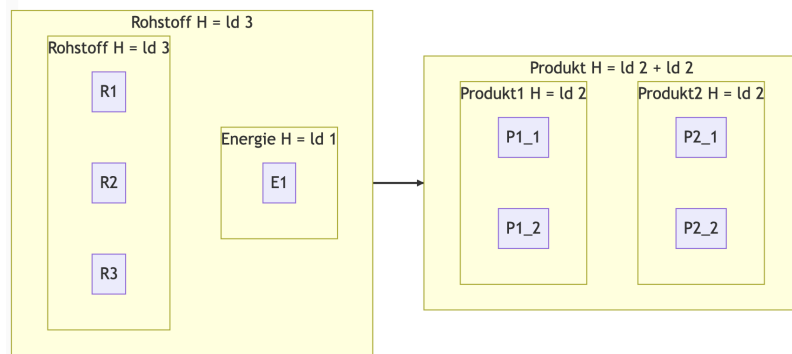 Rohstoff H = ld 3
Rohstoff H = ld 3
R1
R2
R3
Energie H = ld 1
E1
Produkt H = ld 2 + ld 2
Produkt1 H = ld 2
P1_1
P1_2
Produkt2 H = ld 2
P2_1
P2_2